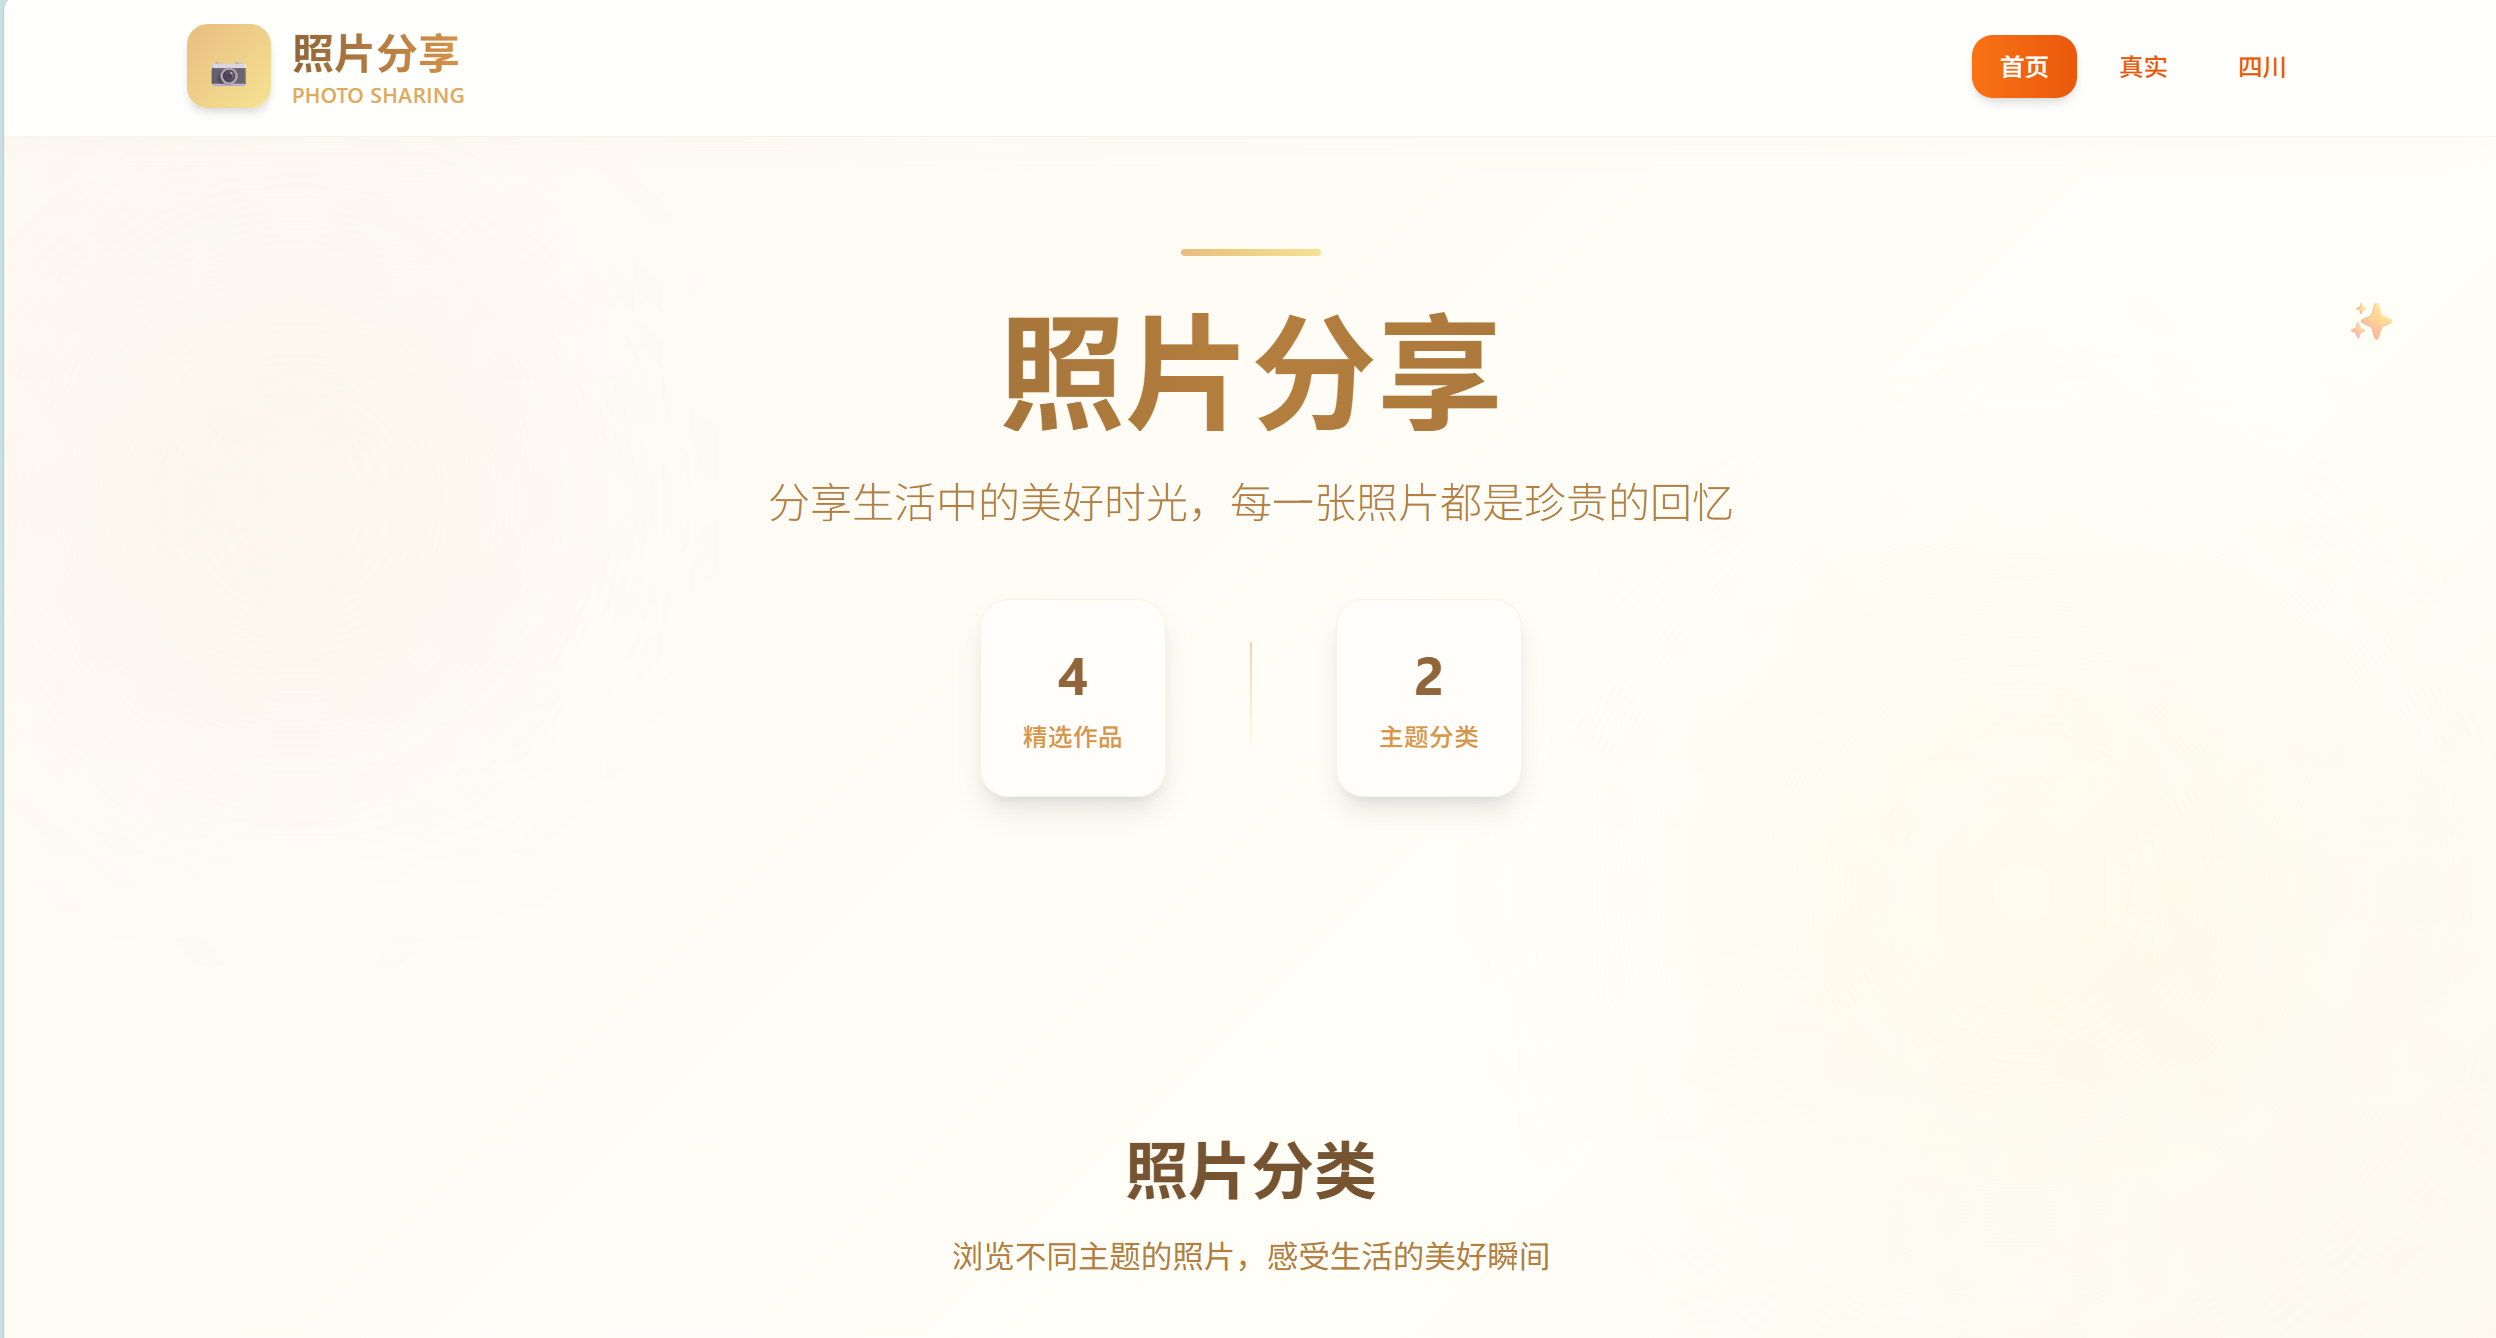 照片分享
PHOTO SHARING
首页
真实
四川
照片分享
分享生活中的美好时光，每一张照片都是珍贵的回忆
4
精选作品
2
主题分类
照片分类
浏览不同主题的照片，感受生活的美好瞬间